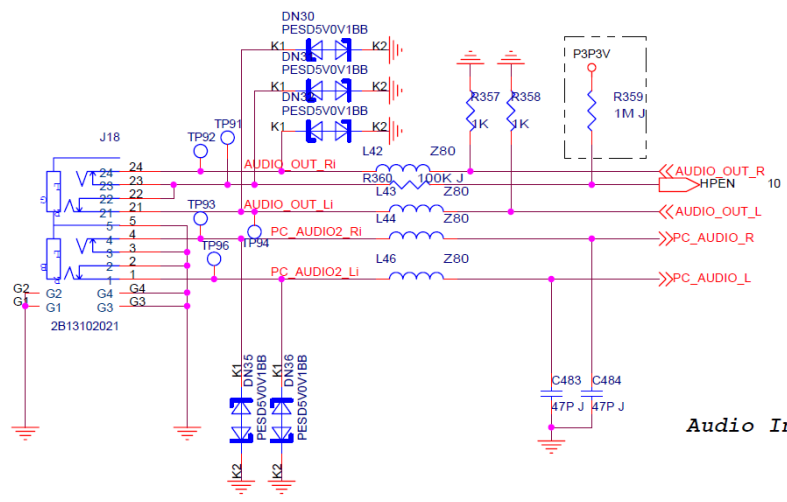 DN30
PESD5V0V1BB
K1 K2
PESD5V0V1BB
K1 K2
PESD5V0V1BB
K1 K2
P3P3V
R357
1K
R358
1K
R359
1M J
J18
TP92
TP91
24 24 AUDIO_OUT_Ri L42 Z80 AUDIO_OUT_R
23 23 R360 100K J HPEN 10
22 22 L43 Z80
21 21 AUDIO_OUT_Li AUDIO_OUT_L
5 5 TP93 L44 Z80
4 4 TP94 PC_AUDIO2_Ri PC_AUDIO_R
3 3
2 2 TP96 L46 Z80
1 1 PC_AUDIO2_Li PC_AUDIO_L
G2 G2 G4 G4
G1 G1 G3 G3
2B13102021
K1 DN35 PESD5V0V1BB K2
K1 DN36 PESD5V0V1BB K2
C483
47P J
C484
47P J
Audio In